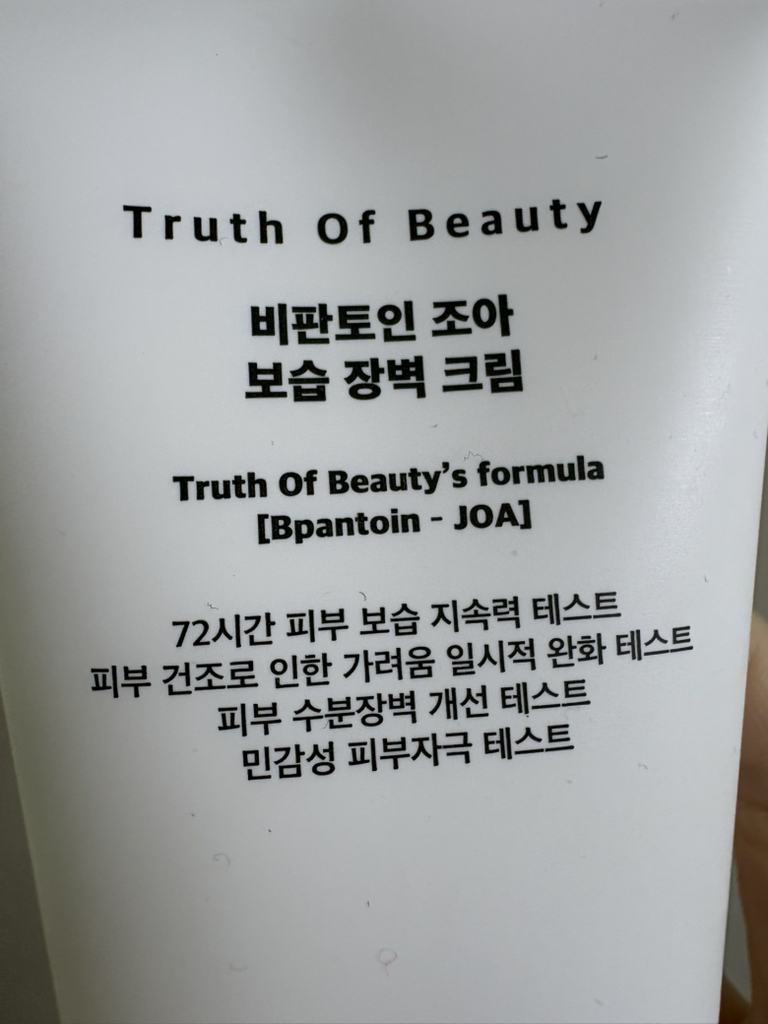 Truth Of Beauty
비판토인 조아
보습 장벽 크림
Truth Of Beauty's formula
[Bpantoin - JOA]
72시간 피부 보습 지속력 테스트
피부 건조로 인한 가려움 일시적 완화 테스트
피부 수분장벽 개선 테스트
민감성 피부자극 테스트